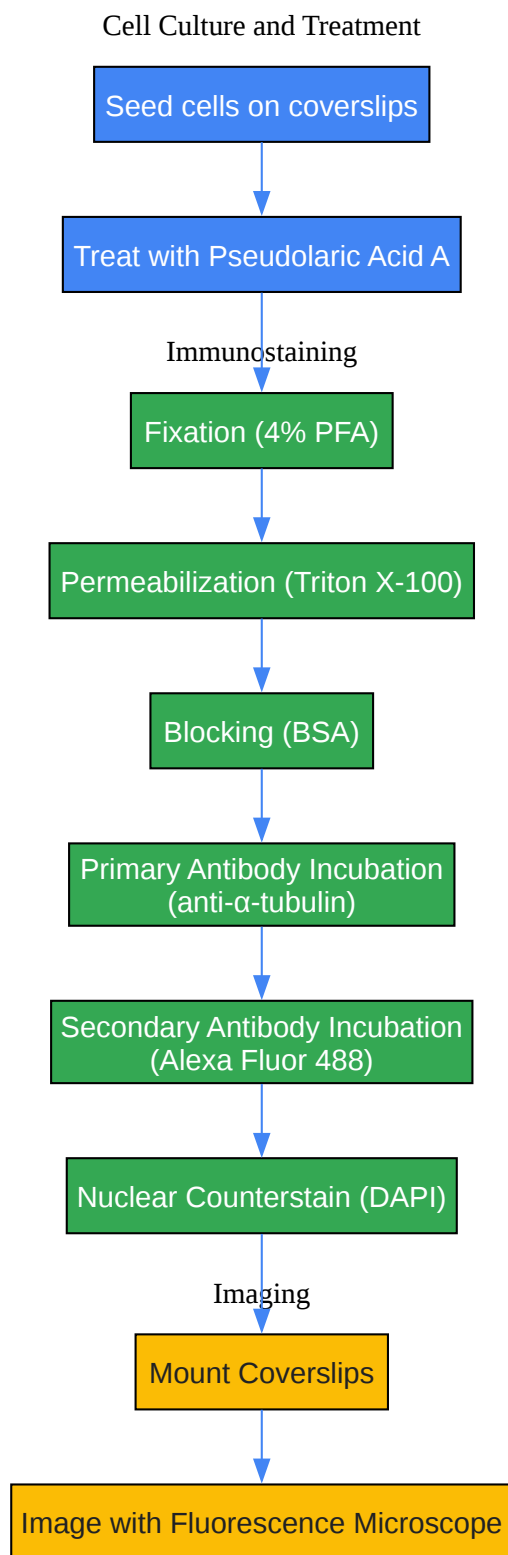 Cell Culture and Treatment
Seed cells on coverslips
Treat with Pseudolaric Acid A
Immunostaining
Fixation (4% PFA)
Permeabilization (Triton X-100)
Blocking (BSA)
Primary Antibody Incubation
(anti-α-tubulin)
Secondary Antibody Incubation
(Alexa Fluor 488)
Nuclear Counterstain (DAPI)
Imaging
Mount Coverslips
Image with Fluorescence Microscope